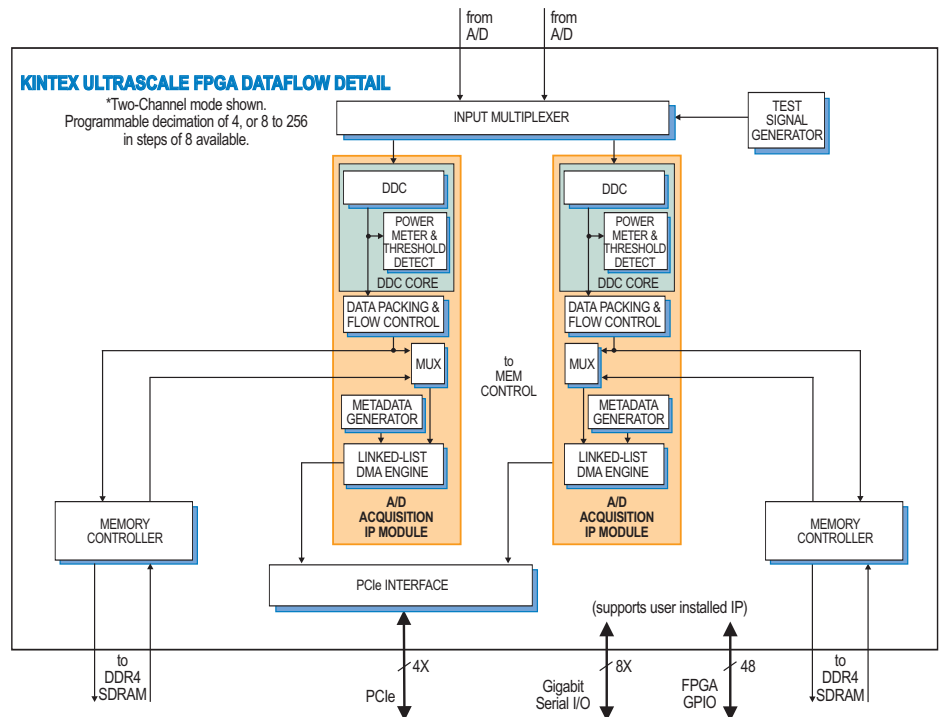 from
A/D
from
A/D
KINTEX ULTRASCALE FPGA DATAFLOW DETAIL
*Two-Channel mode shown.
Programmable decimation of 4, or 8 to 256
in steps of 8 available.
INPUT MULTIPLEXER
TEST
SIGNAL
GENERATOR
DDC
POWER
METER &
THRESHOLD
DETECT
DDC CORE
DATA PACKING &
FLOW CONTROL
MUX
METADATA
GENERATOR
LINKED-LIST
DMA ENGINE
A/D
ACQUISITION
IP MODULE
to
MEM
CONTROL
DDC
POWER
METER &
THRESHOLD
DETECT
DDC CORE
DATA PACKING &
FLOW CONTROL
MUX
METADATA
GENERATOR
LINKED-LIST
DMA ENGINE
A/D
ACQUISITION
IP MODULE
MEMORY
CONTROLLER
MEMORY
CONTROLLER
PCIe INTERFACE
(supports user installed IP)
to
DDR4
SDRAM
4X
PCIe
8X
Gigabit
Serial I/O
48
FPGA
GPIO
to
DDR4
SDRAM